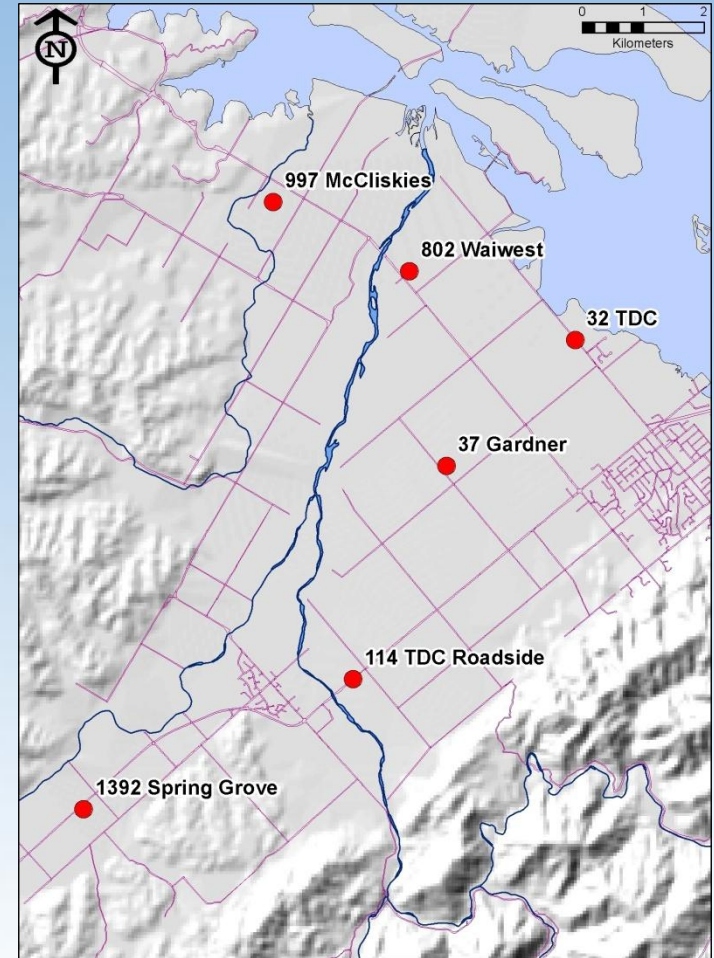 N
0 1 2
Kilometers
997 McCliskies
802 Waiwest
32 TDC
37 Gardner
114 TDC Roadside
1392 Spring Grove